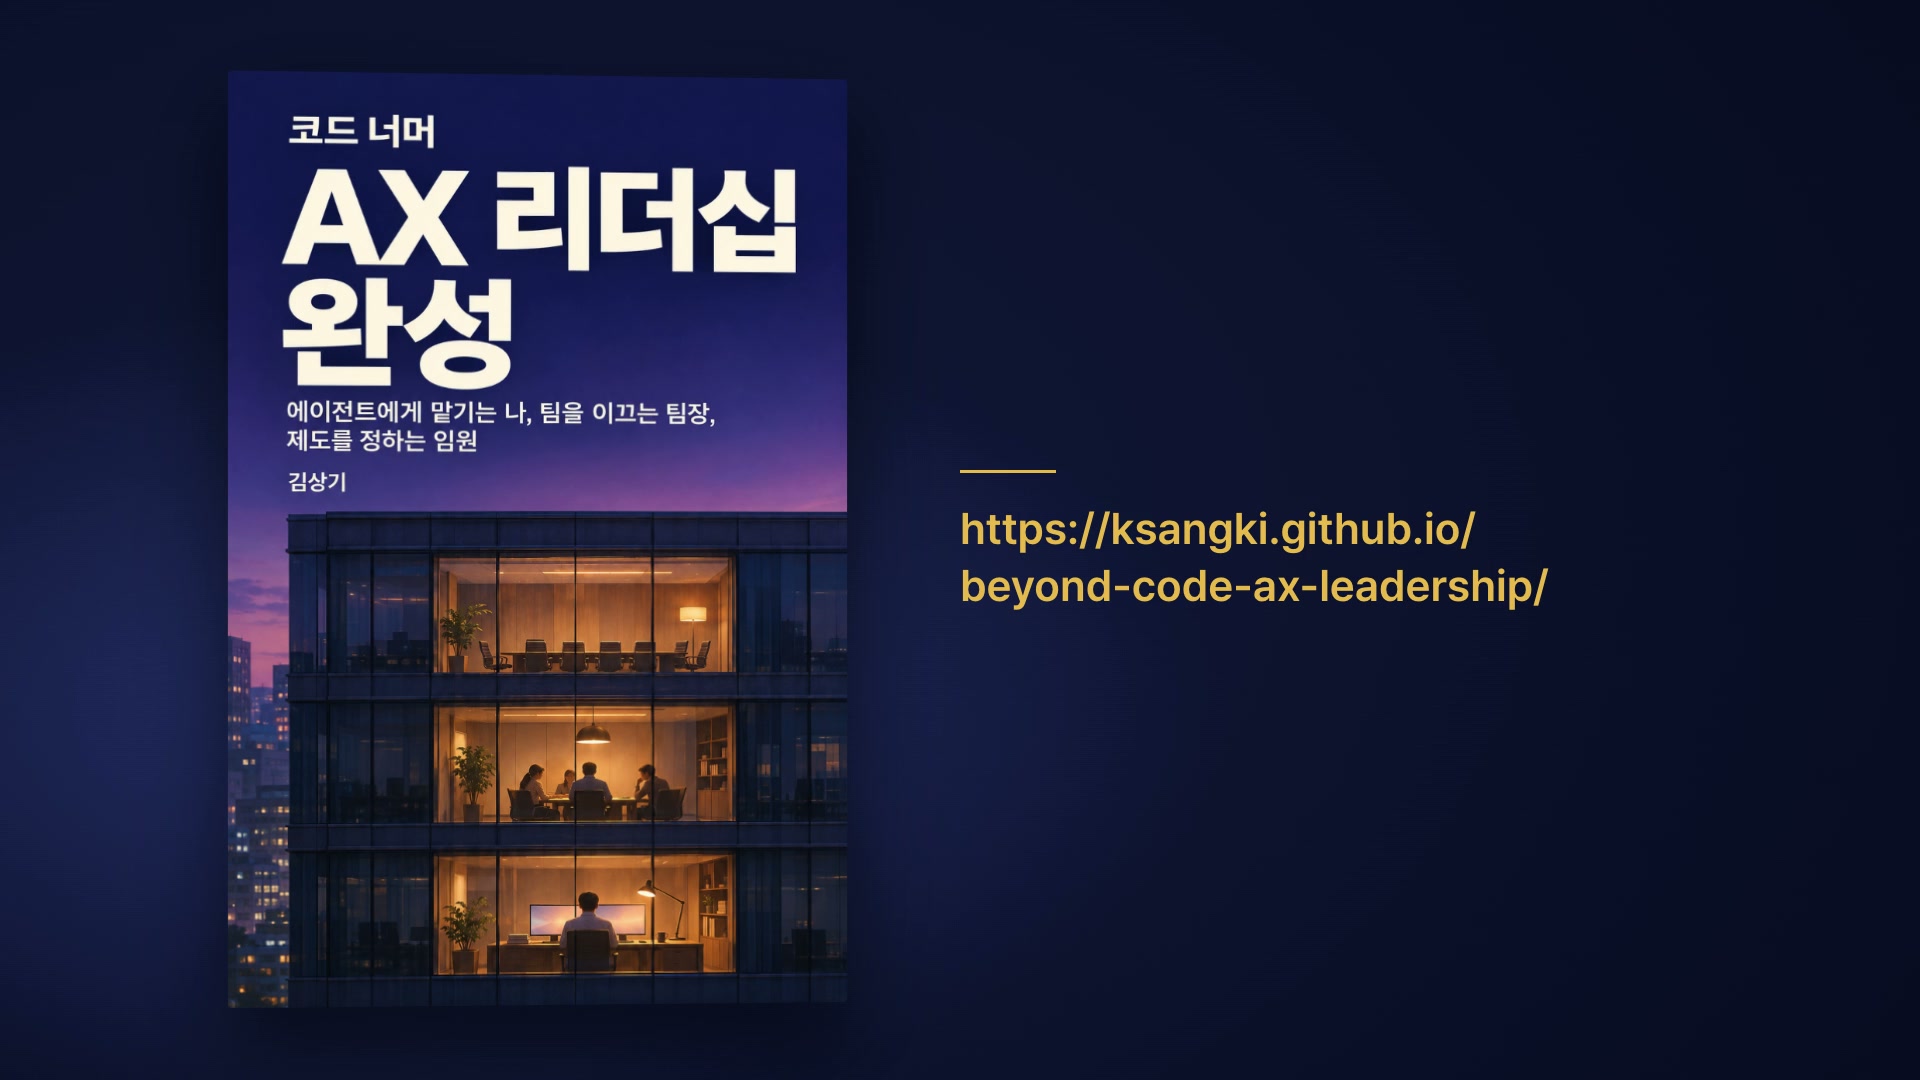 코드 너머
AX 리더십
완성
에이전트에게 맡기는 나, 팀을 이끄는 팀장,
제도를 정하는 임원
김상기
https://ksangki.github.io/
beyond-code-ax-leadership/